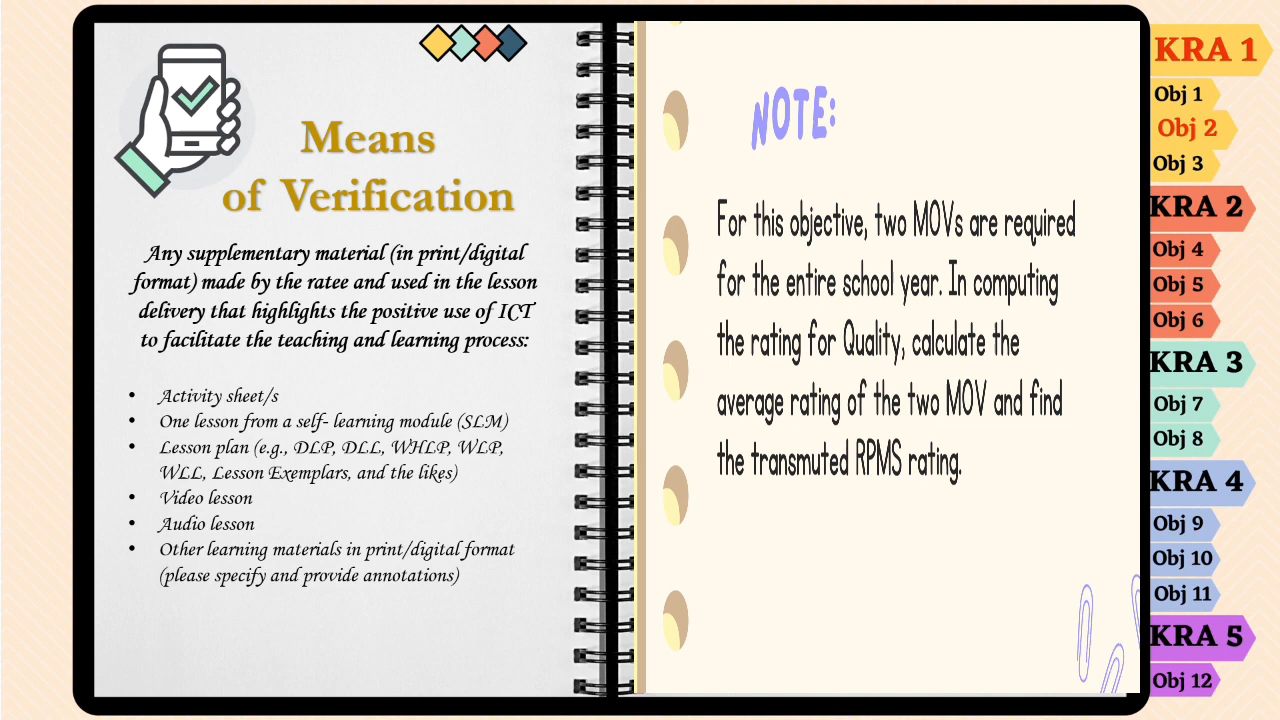 Means
of Verification
Any supplementary material (in print/digital
format) made by the ratee and used in the lesson
delivery that highlights the positive use of ICT
to facilitate the teaching and learning process:
• Activity sheet/s
• One lesson from a self- learning module (SLM)
• Lesson plan (e.g., DLP, DLL, WHLP, WLP,
WLL, Lesson Exemplars, and the likes)
• Video lesson
• Audio lesson
• Other learning materials in print/digital format
(please specify and provide annotations)
NOTE:
For this objective, two MOVs are required
for the entire school year. In computing
the rating for Quality, calculate the
average rating of the two MOV and find
the transmuted RPMS rating.
KRA 1
Obj 1
Obj 2
Obj 3
KRA 2
Obj 4
Obj 5
Obj 6
KRA 3
Obj 7
Obj 8
KRA 4
Obj 9
Obj 10
Obj 11
KRA 5
Obj 12